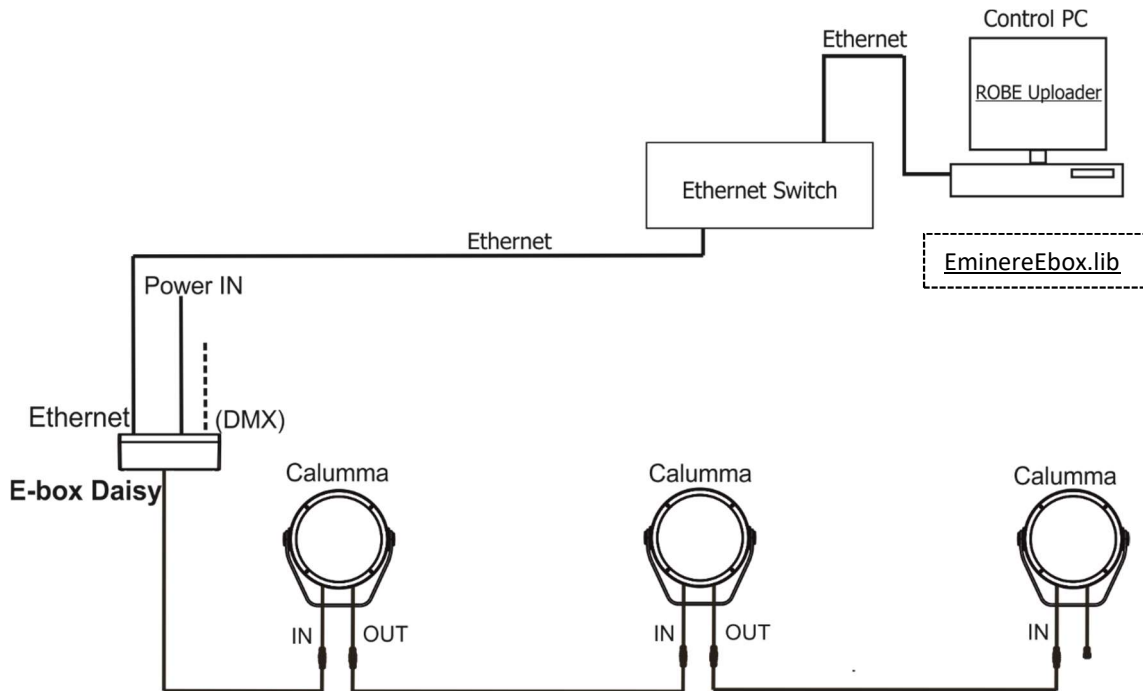 Control PC
Ethernet
ROBE Uploader
Ethernet Switch
Ethernet
EminereEbox.lib
Power IN
Ethernet
(DMX)
E-box Daisy
Calumma
Calumma
Calumma
IN
OUT
IN
OUT
IN